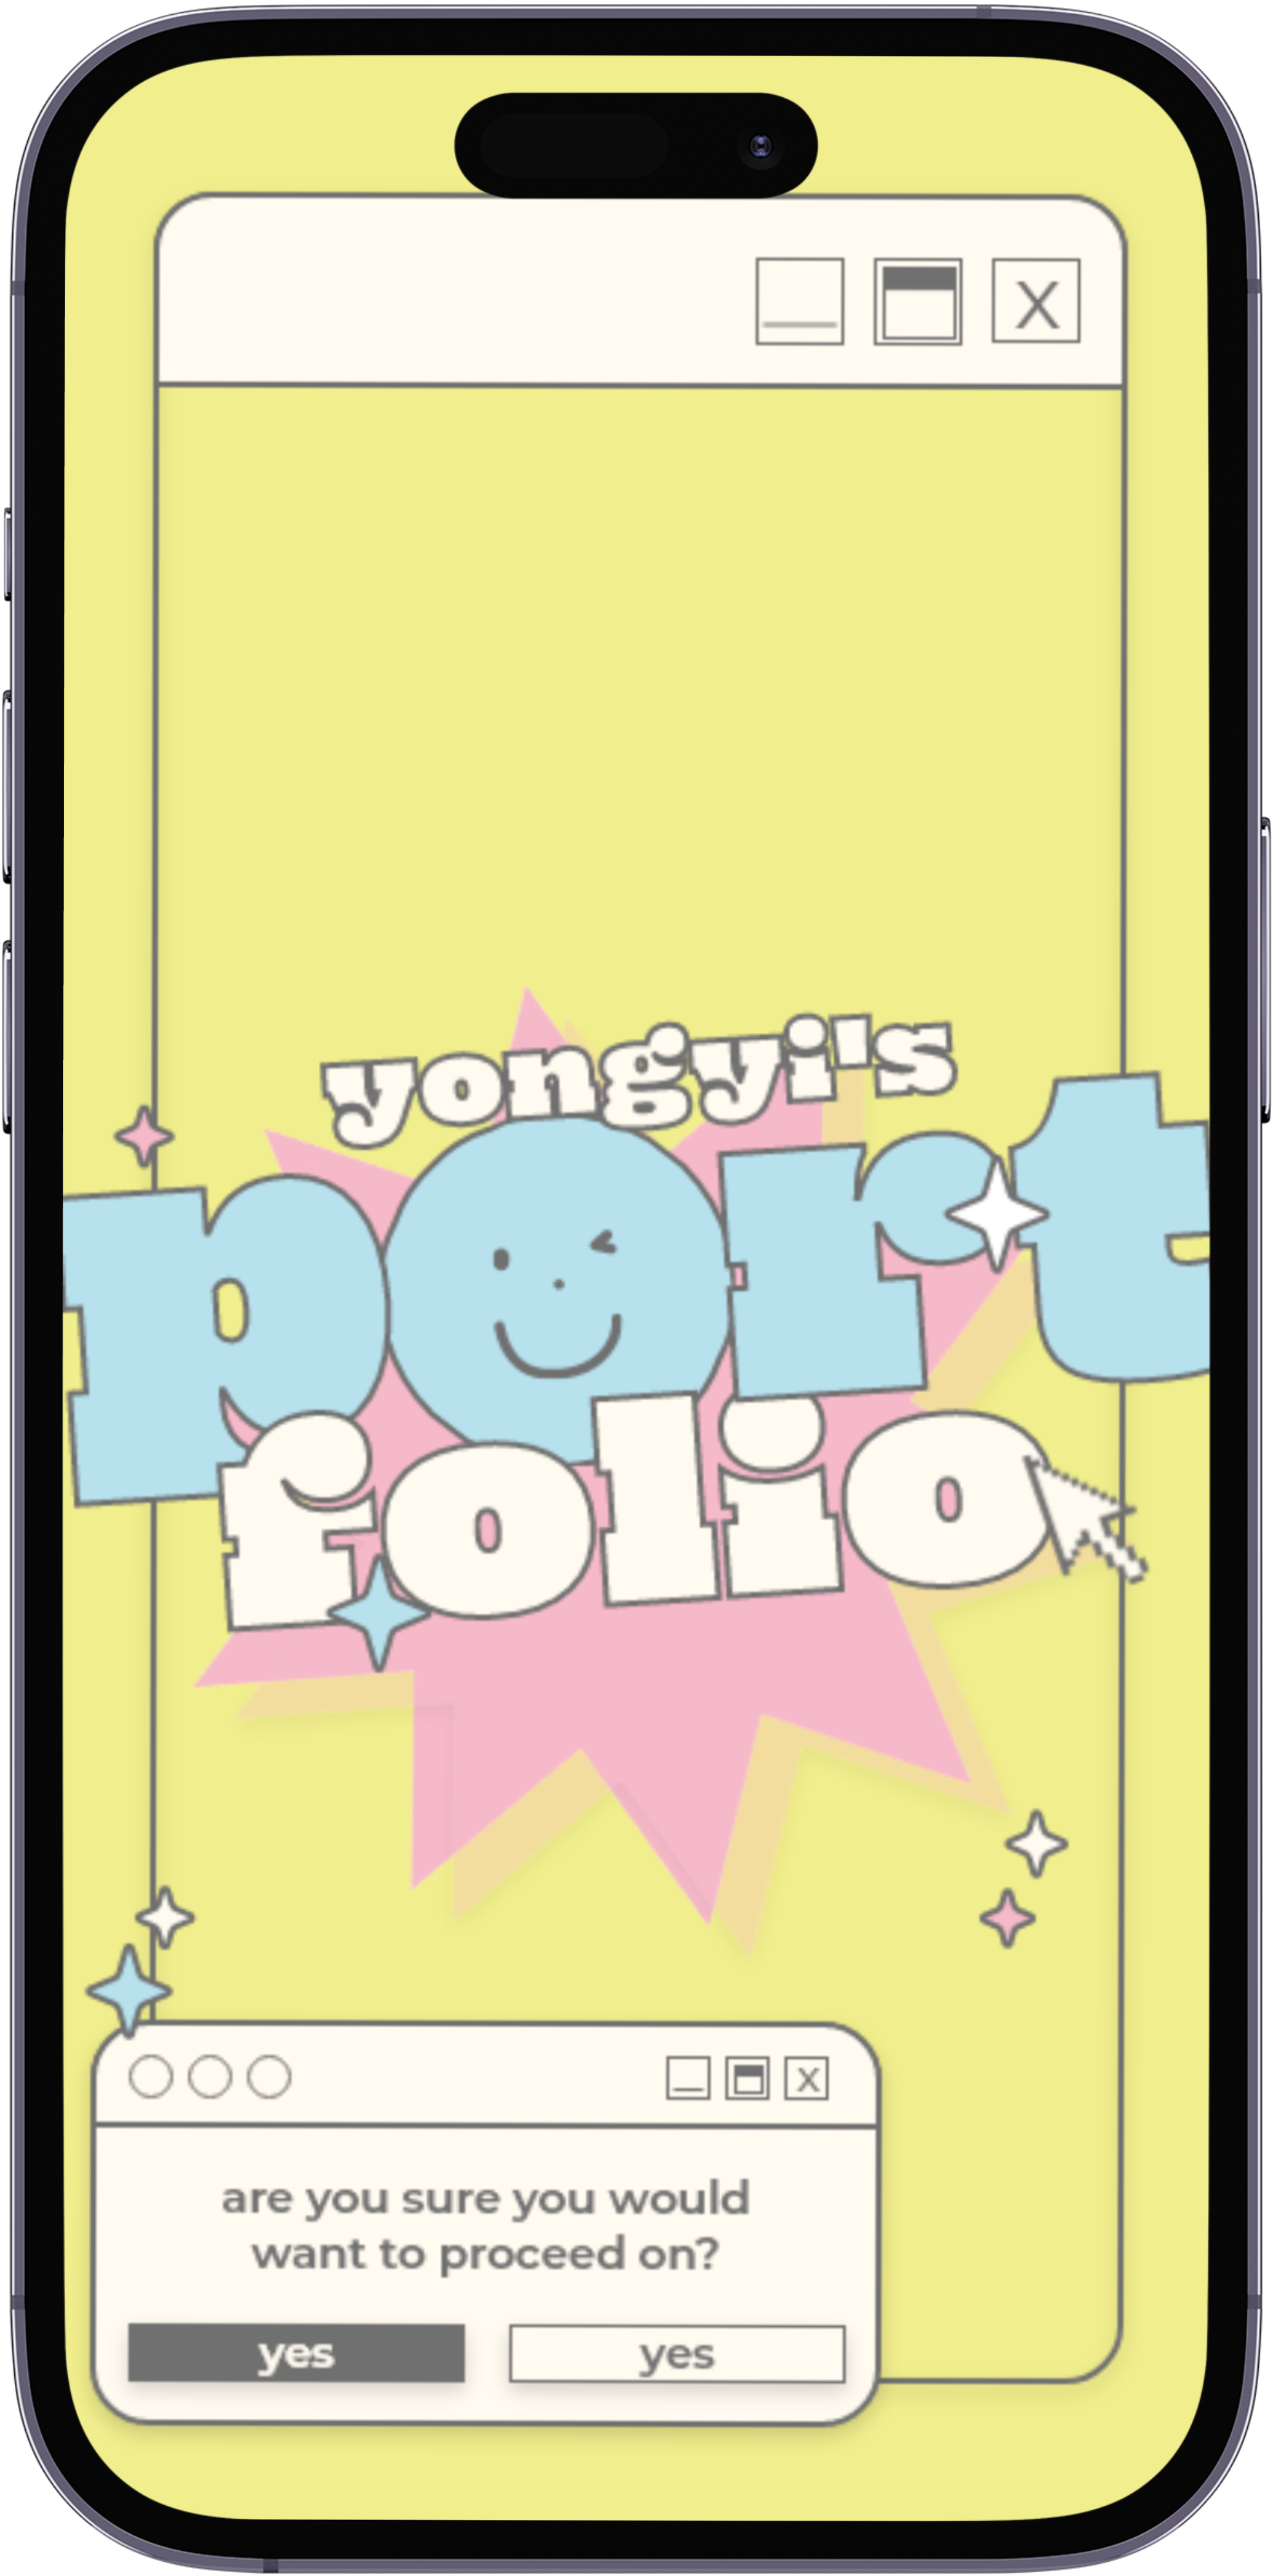 X
yongyi's
port
folio
X
are you sure you would
want to proceed on?
yes yes